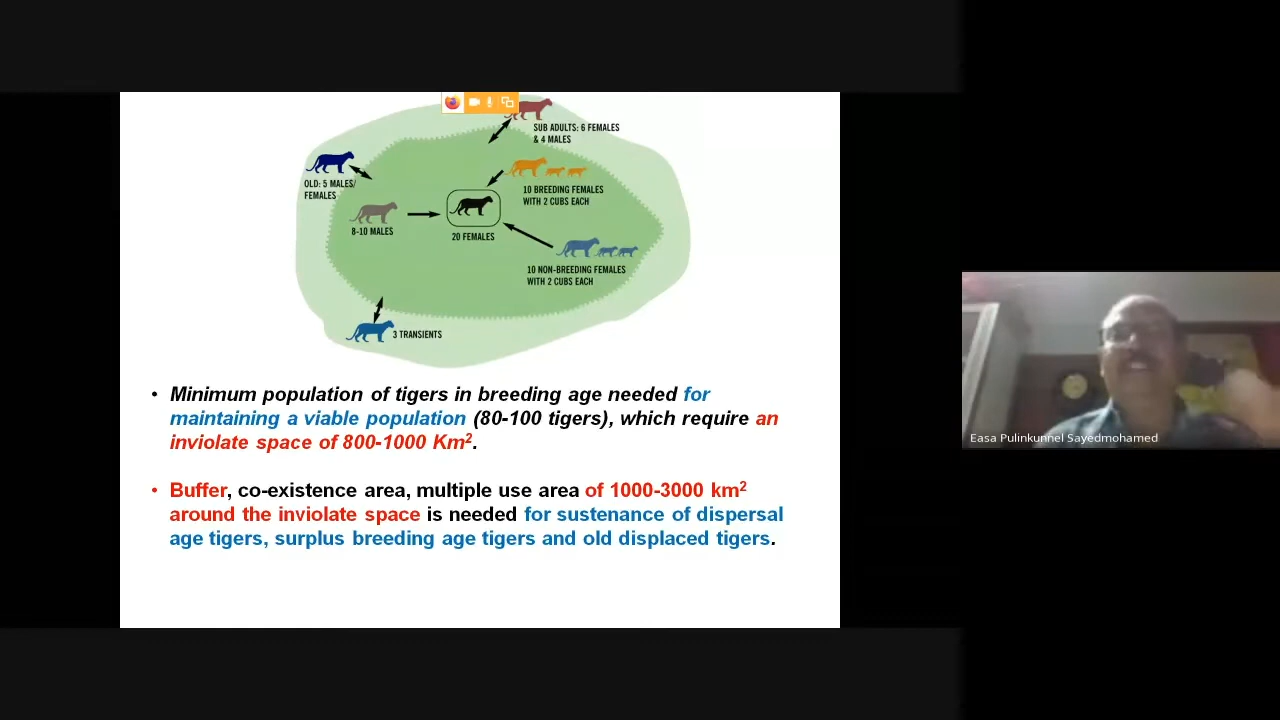 SUB ADULTS: 6 FEMALES
& 4 MALES
OLD: 5 MALES/
FEMALES
10 BREEDING FEMALES
WITH 2 CUBS EACH
8-10 MALES
20 FEMALES
10 NON-BREEDING FEMALES
WITH 2 CUBS EACH
3 TRANSIENTS
• Minimum population of tigers in breeding age needed for
maintaining a viable population (80-100 tigers), which require an
inviolate space of 800-1000 Km².
• Buffer, co-existence area, multiple use area of 1000-3000 km²
around the inviolate space is needed for sustenance of dispersal
age tigers, surplus breeding age tigers and old displaced tigers.
Easa Pulinkunnel Sayedmohamed